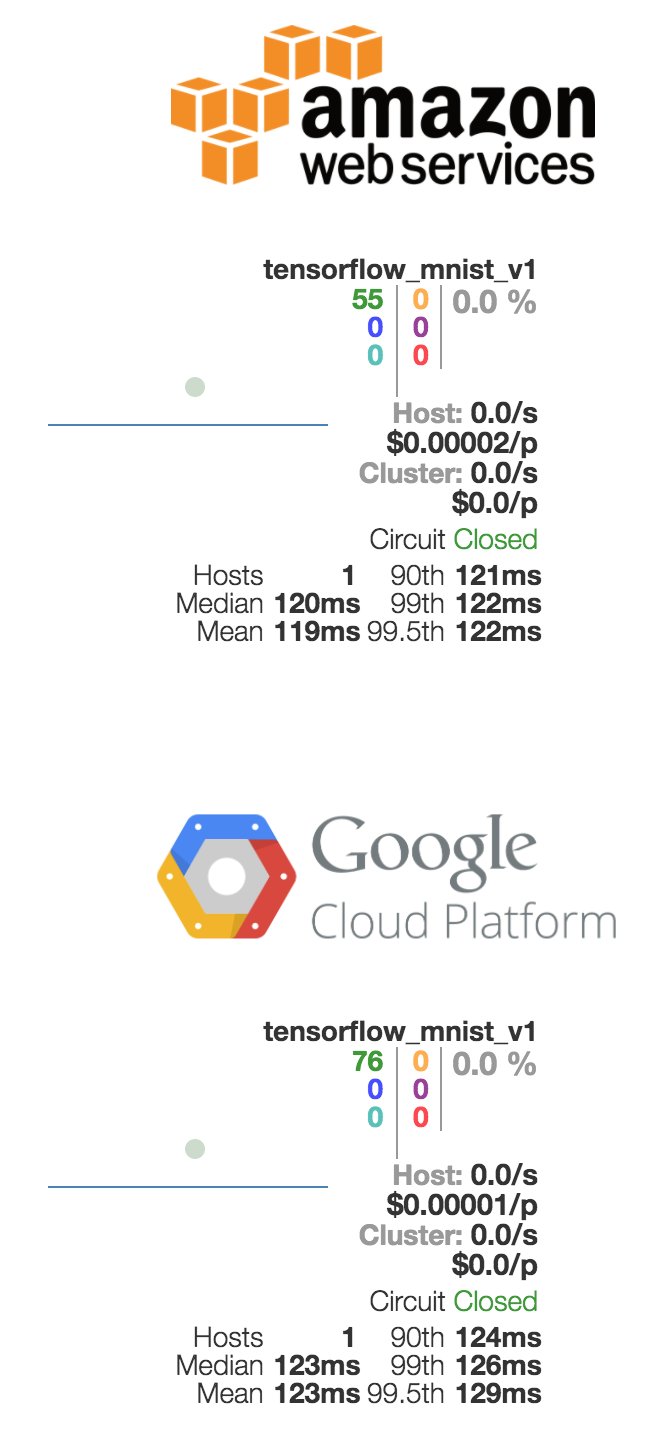 amazon
web services
tensorflow_mnist_v1
55 0 0.0 %
0 0
0 0
Host: 0.0/s
$0.00002/p
Cluster: 0.0/s
$0.0/p
Circuit Closed
Hosts 1 90th 121ms
Median 120ms 99th 122ms
Mean 119ms 99.5th 122ms
Google
Cloud Platform
tensorflow_mnist_v1
76 0 0.0 %
0 0
0 0
Host: 0.0/s
$0.00001/p
Cluster: 0.0/s
$0.0/p
Circuit Closed
Hosts 1 90th 124ms
Median 123ms 99th 126ms
Mean 123ms 99.5th 129ms